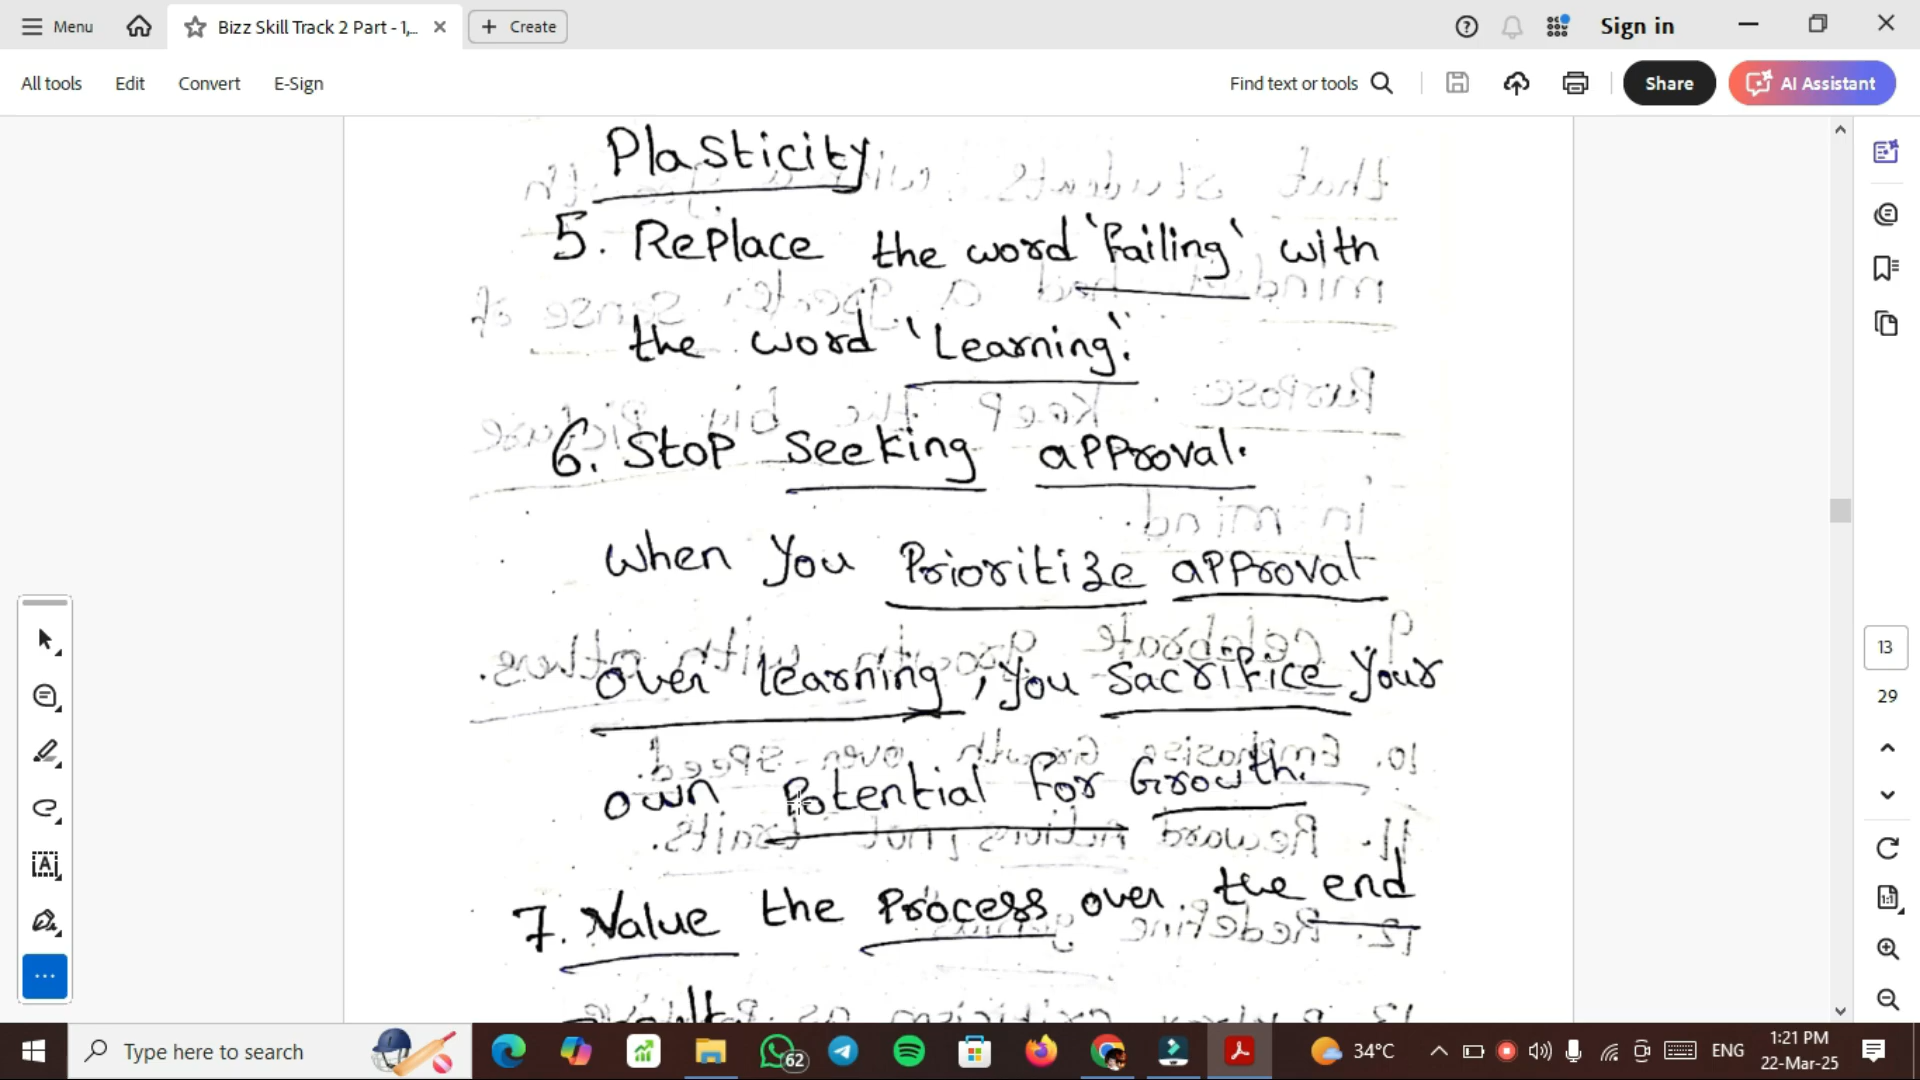 Menu
Bizz Skill Track 2 Part - 1,...
Create
Sign in
All tools Edit Convert E-Sign
Find text or tools
Share
AI Assistant
Plasticity
5. Replace the word 'failing' with
the word 'Learning'.
6. Stop seeking approval.
When you Prioritize approval
over learning, you sacrifice your
own Potential for Growth.
7. Value the Process over the end
13
29
Type here to search
62
34°C
ENG
1:21 PM
22-Mar-25